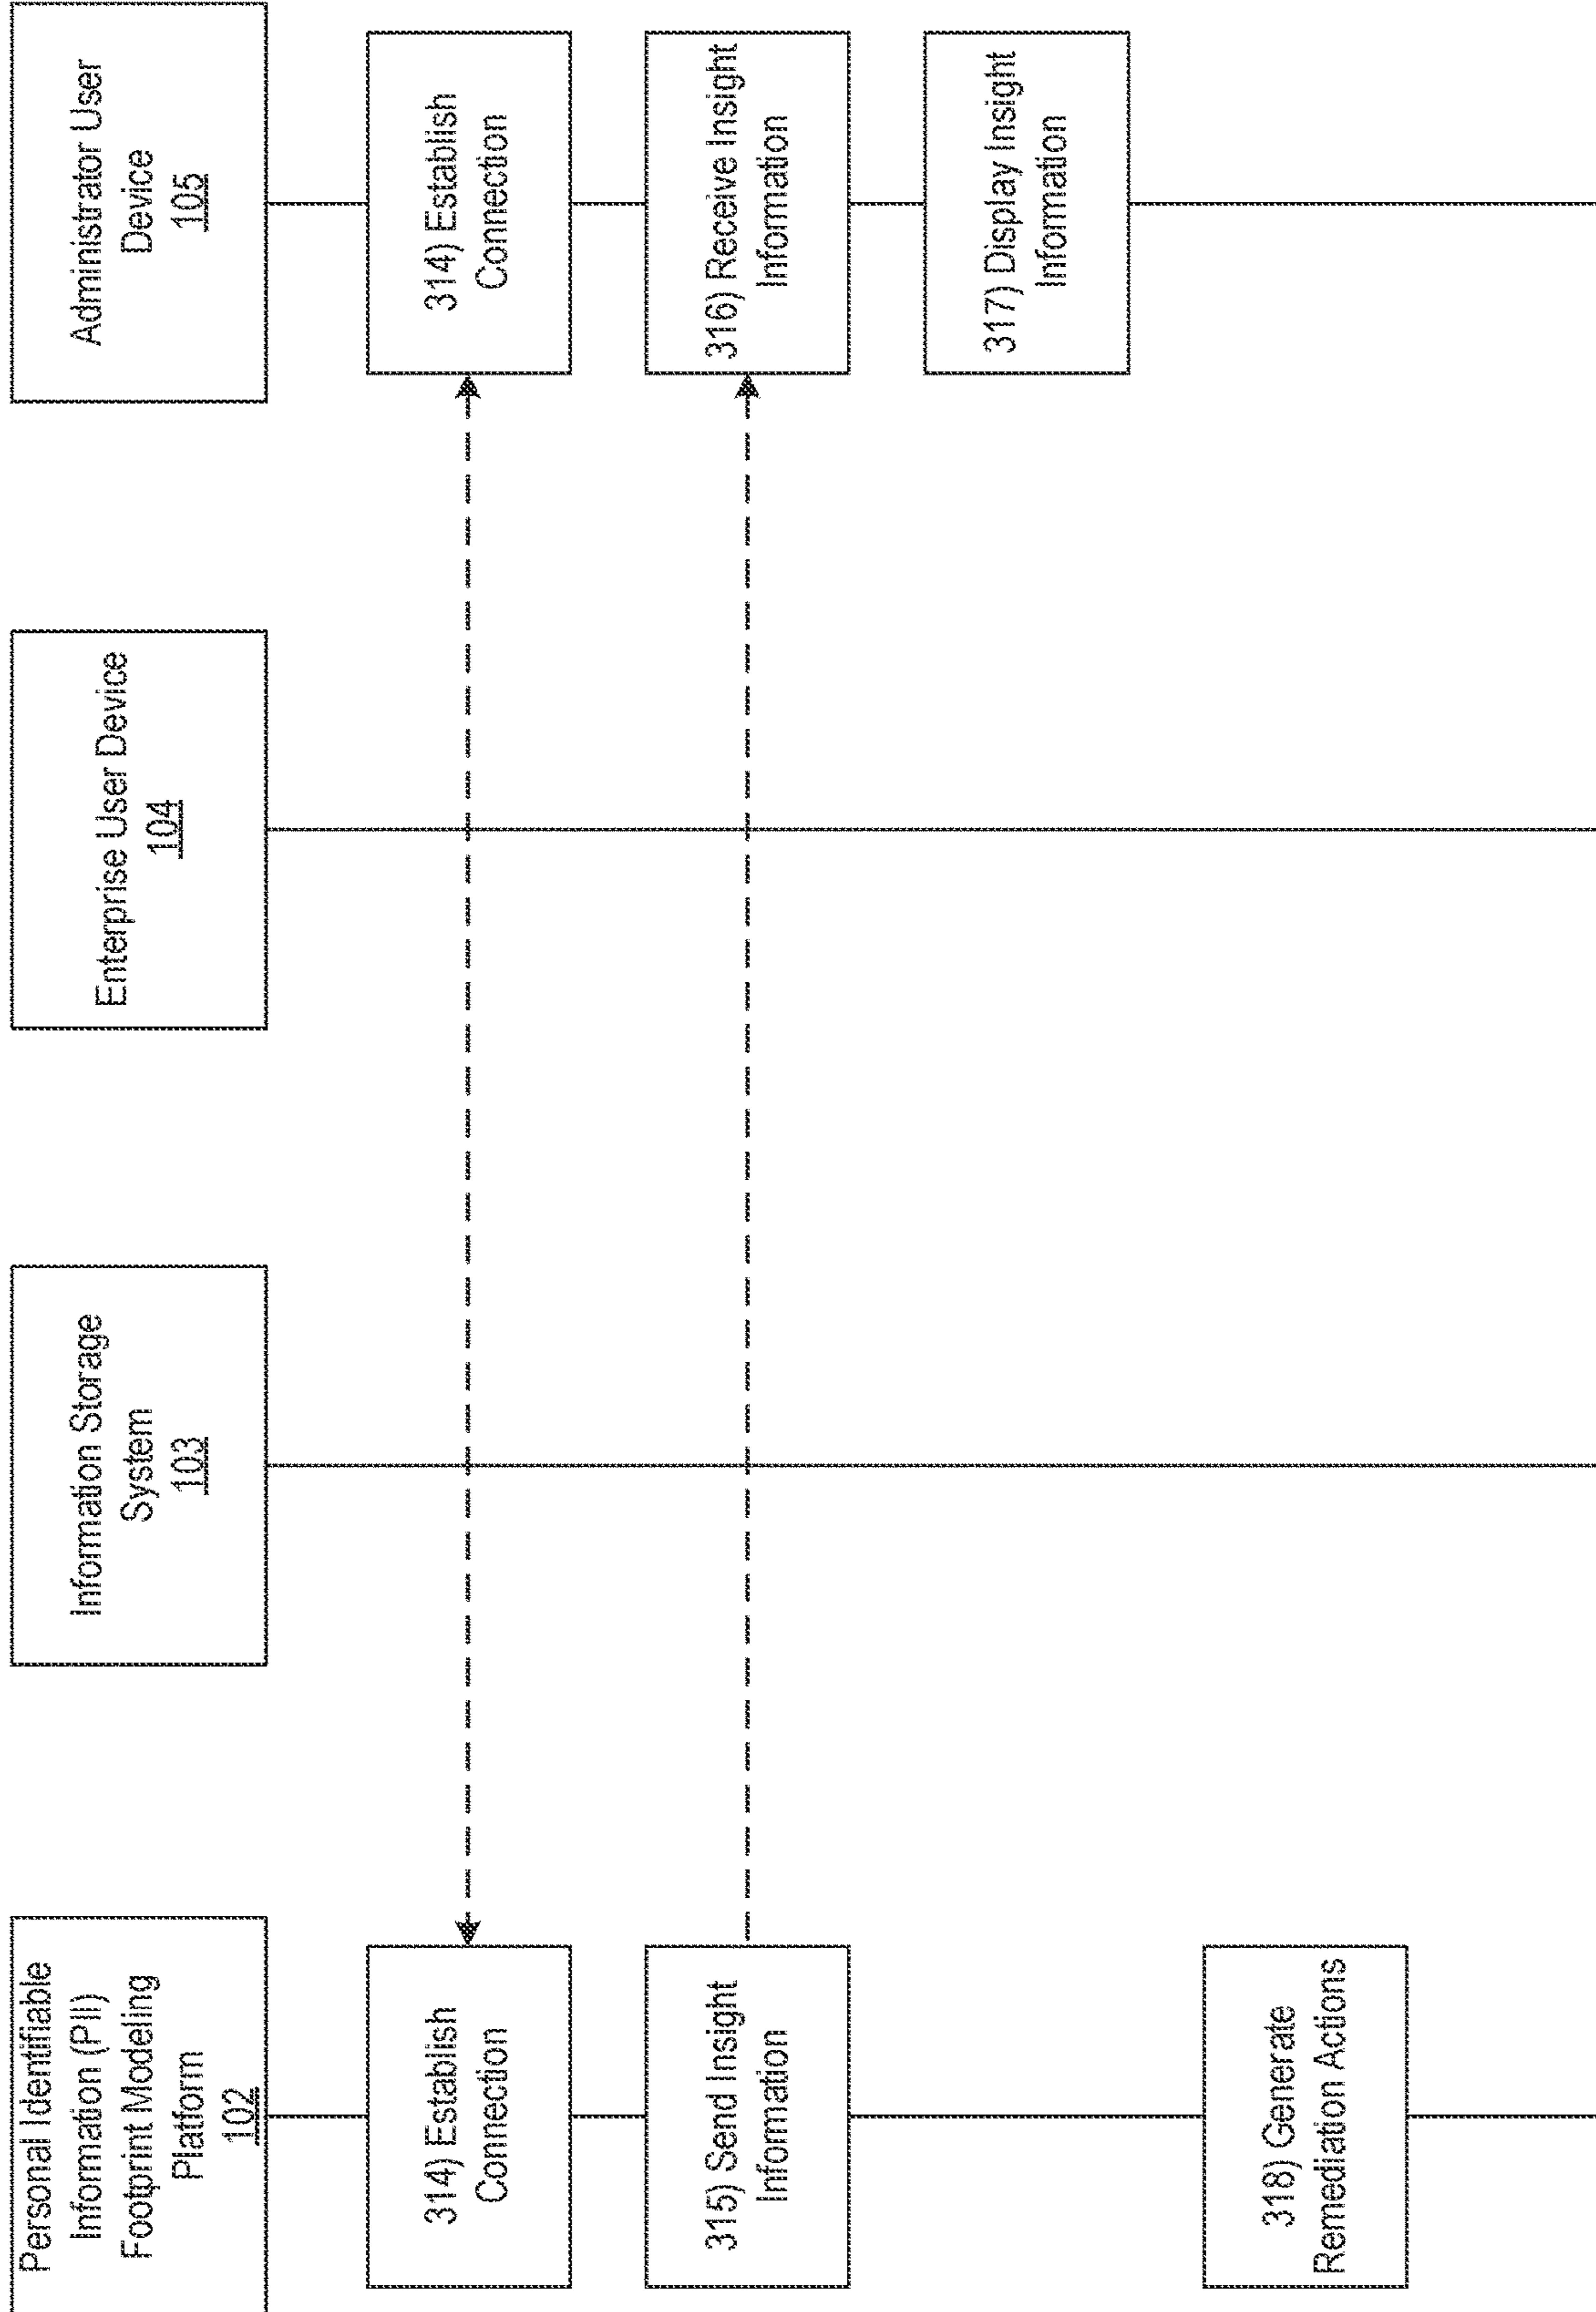 Personal Identifiable
Information (PII)
Footprint Modeling
Platform
102
Information Storage
System
103
Enterprise User Device
104
Administrator User
Device
105
314) Establish
Connection
314) Establish
Connection
315) Send Insight
Information
316) Receive Insight
Information
317) Display Insight
Information
318) Generate
Remediation Actions